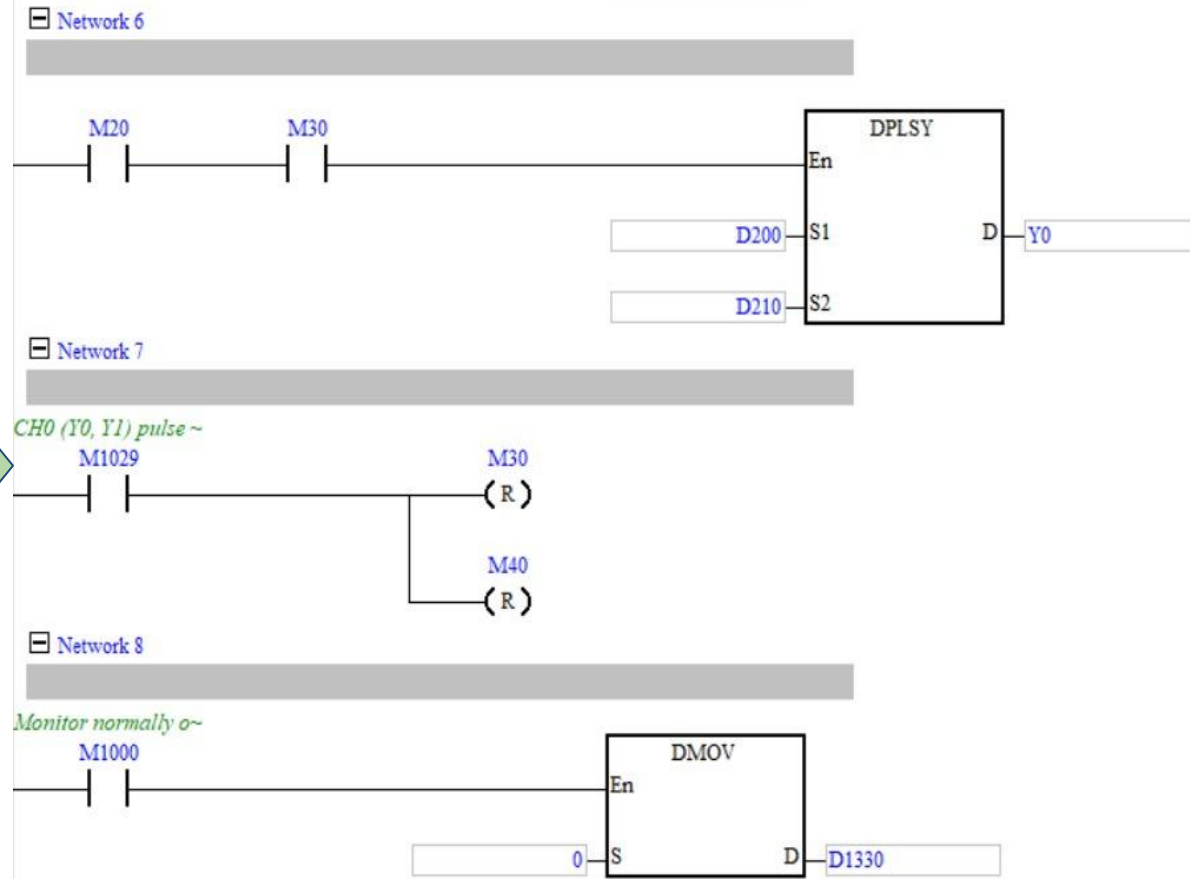 Network 6
M20 M30 DPLSY
En
D200 S1 D Y0
D210 S2
Network 7
CH0 (Y0, Y1) pulse ~
M1029 M30
( R )
M40
( R )
Network 8
Monitor normally o~
M1000 DMOV
En
0 S D D1330